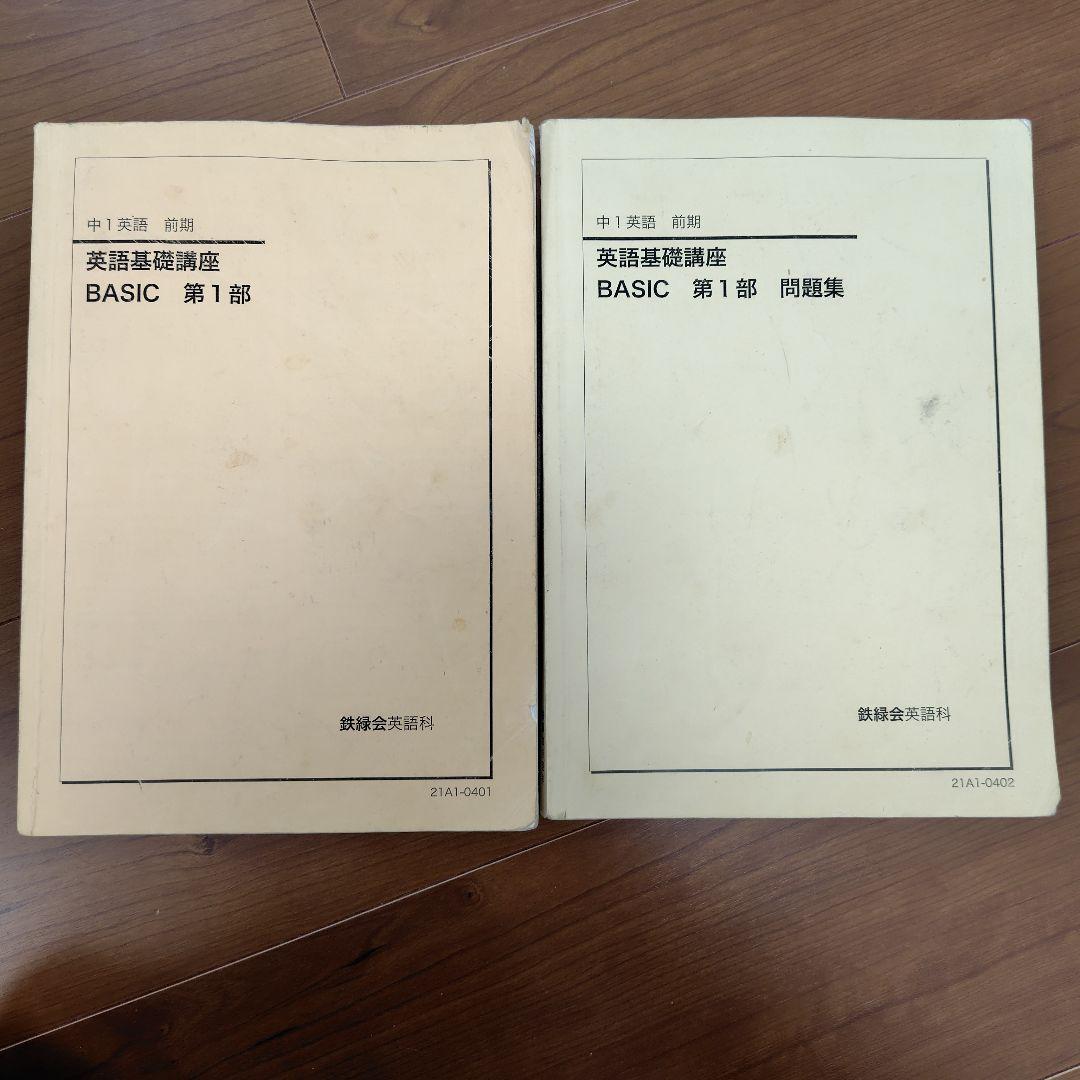 中1英語　前期
英語基礎講座
BASIC　第1部
鉄緑会英語科
21A1-0401
中1英語　前期
英語基礎講座
BASIC　第1部　問題集
鉄緑会英語科
21A1-0402